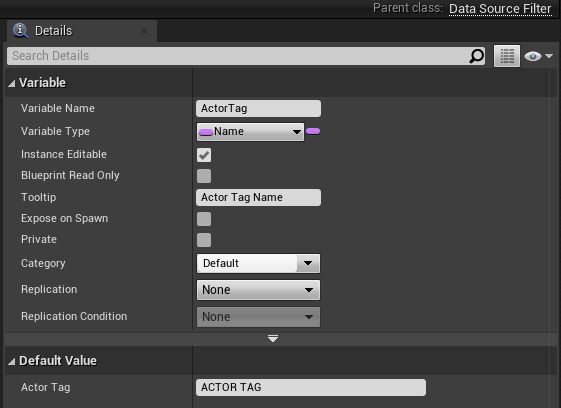 Parent class: Data Source Filter
Details
Search Details
Variable
Variable Name ActorTag
Variable Type Name
Instance Editable
Blueprint Read Only
Tooltip Actor Tag Name
Expose on Spawn
Private
Category Default
Replication None
Replication Condition None
Default Value
Actor Tag ACTOR TAG